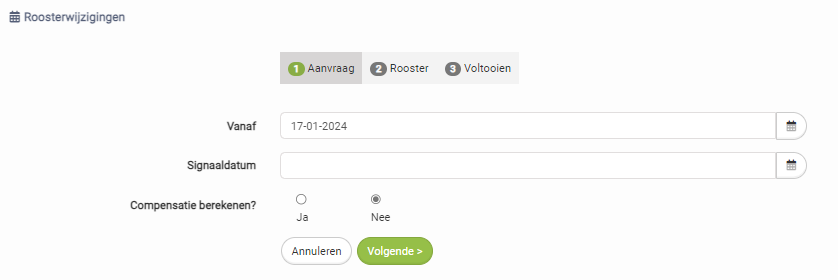 Roosterwijzigingen
1 Aanvraag 2 Rooster 3 Voltooien
Vanaf 17-01-2024
Signaaldatum
Compensatie berekenen?
Ja Nee
Annuleren Volgende >